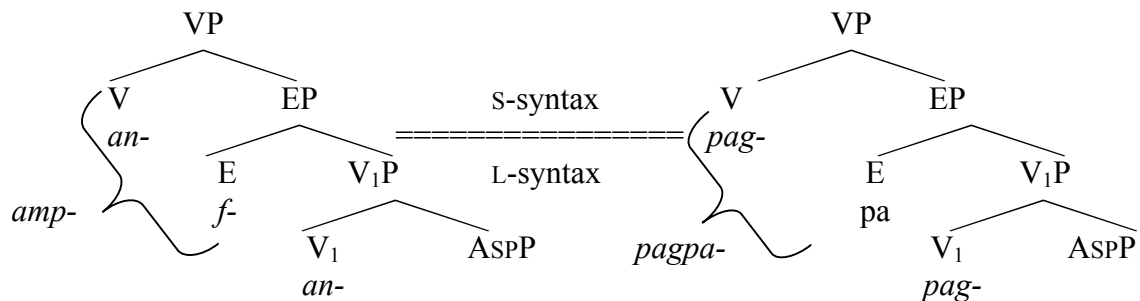 VP VP
V EP S-syntax V EP
an- =============== pag-
E V₁P L-syntax E V₁P
amp- f- pa
V₁ ASPP pagpa- V₁ ASPP
an- pag-